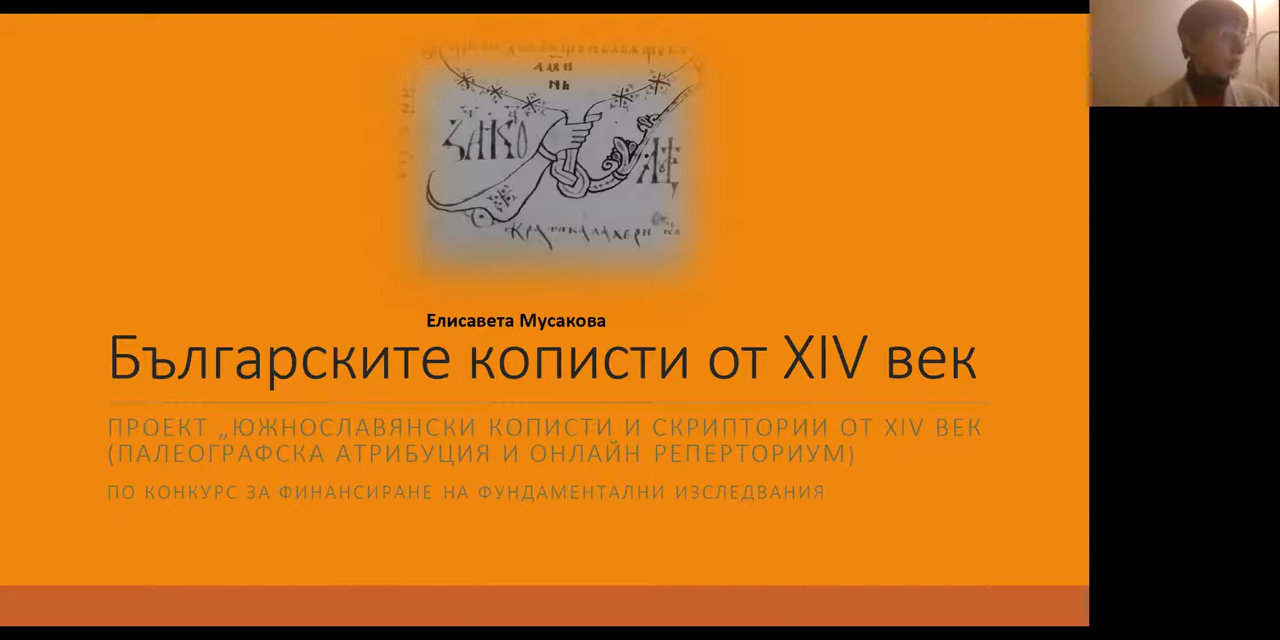 Елисавета Мусакова
Българските кописти от XIV век
ПРОЕКТ „ЮЖНОСЛАВЯНСКИ КОПИСТИ И СКРИПТОРИИ ОТ XIV ВЕК
(ПАЛЕОГРАФСКА АТРИБУЦИЯ И ОНЛАЙН РЕПЕРТОРИУМ)
ПО КОНКУРС ЗА ФИНАНСИРАНЕ НА ФУНДАМЕНТАЛНИ ИЗСЛЕДВАНИЯ